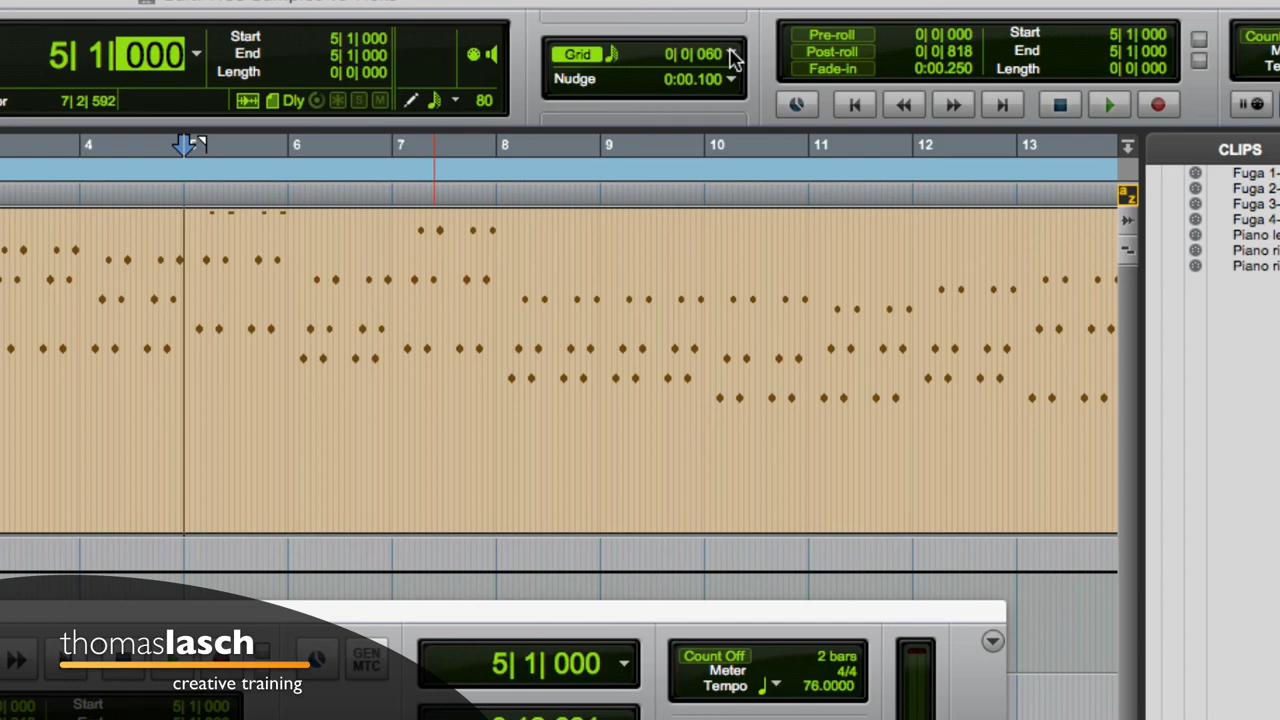 5| 1| 000
Start 5| 1| 000
End 5| 1| 000
Length 0| 0| 000
7| 2| 592
Dly
S
M
80
Grid 0| 0| 060
Nudge 0:00.100
Pre-roll 0| 0| 000
Post-roll 0| 0| 818
Fade-in 0:00.250
Start 5| 1| 000
End 5| 1| 000
Length 0| 0| 000
4 6 7 8 9 10 11 12 13
a
z
CLIPS
Fuga 1-
Fuga 2-
Fuga 3-
Fuga 4-
Piano le
Piano ri
Piano ri
thomaslasch
creative training
GEN
MTC
5| 1| 000
Count Off 2 bars
Meter 4/4
Tempo 76.0000
Start